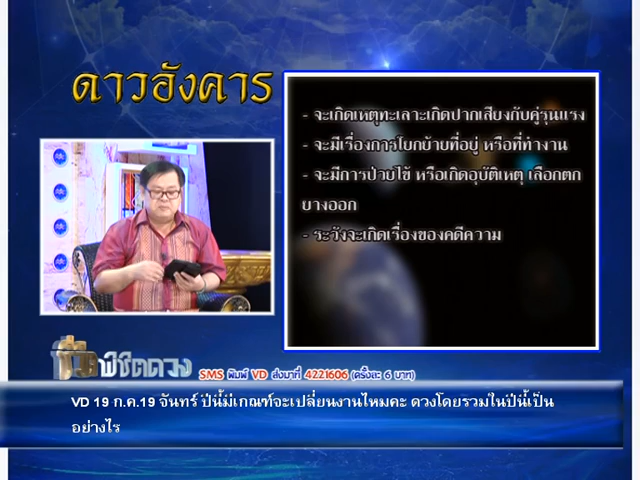 ดาวอังคาร
- จะเกิดเหตุทะเลาะเกิดปากเสียงกับคู่รุนแรง
- จะมีเรื่องการโยกย้ายที่อยู่ หรือที่ทำงาน
- จะมีการป่วยไข้ หรือเกิดอุบัติเหตุ เลือกตก
บางออก
- ระวังจะเกิดเรื่องของคดีความ
พิชิตดวง
SMS พิมพ์ VD ส่งมาที่ 4221606 (ครั้งละ 6 บาท)
VD 19 ก.ค.19 จันทร์ ปีนี้มีเกณฑ์จะเปลี่ยนงานไหมคะ ดวงโดยรวมในปีนี้เป็น
อย่างไร